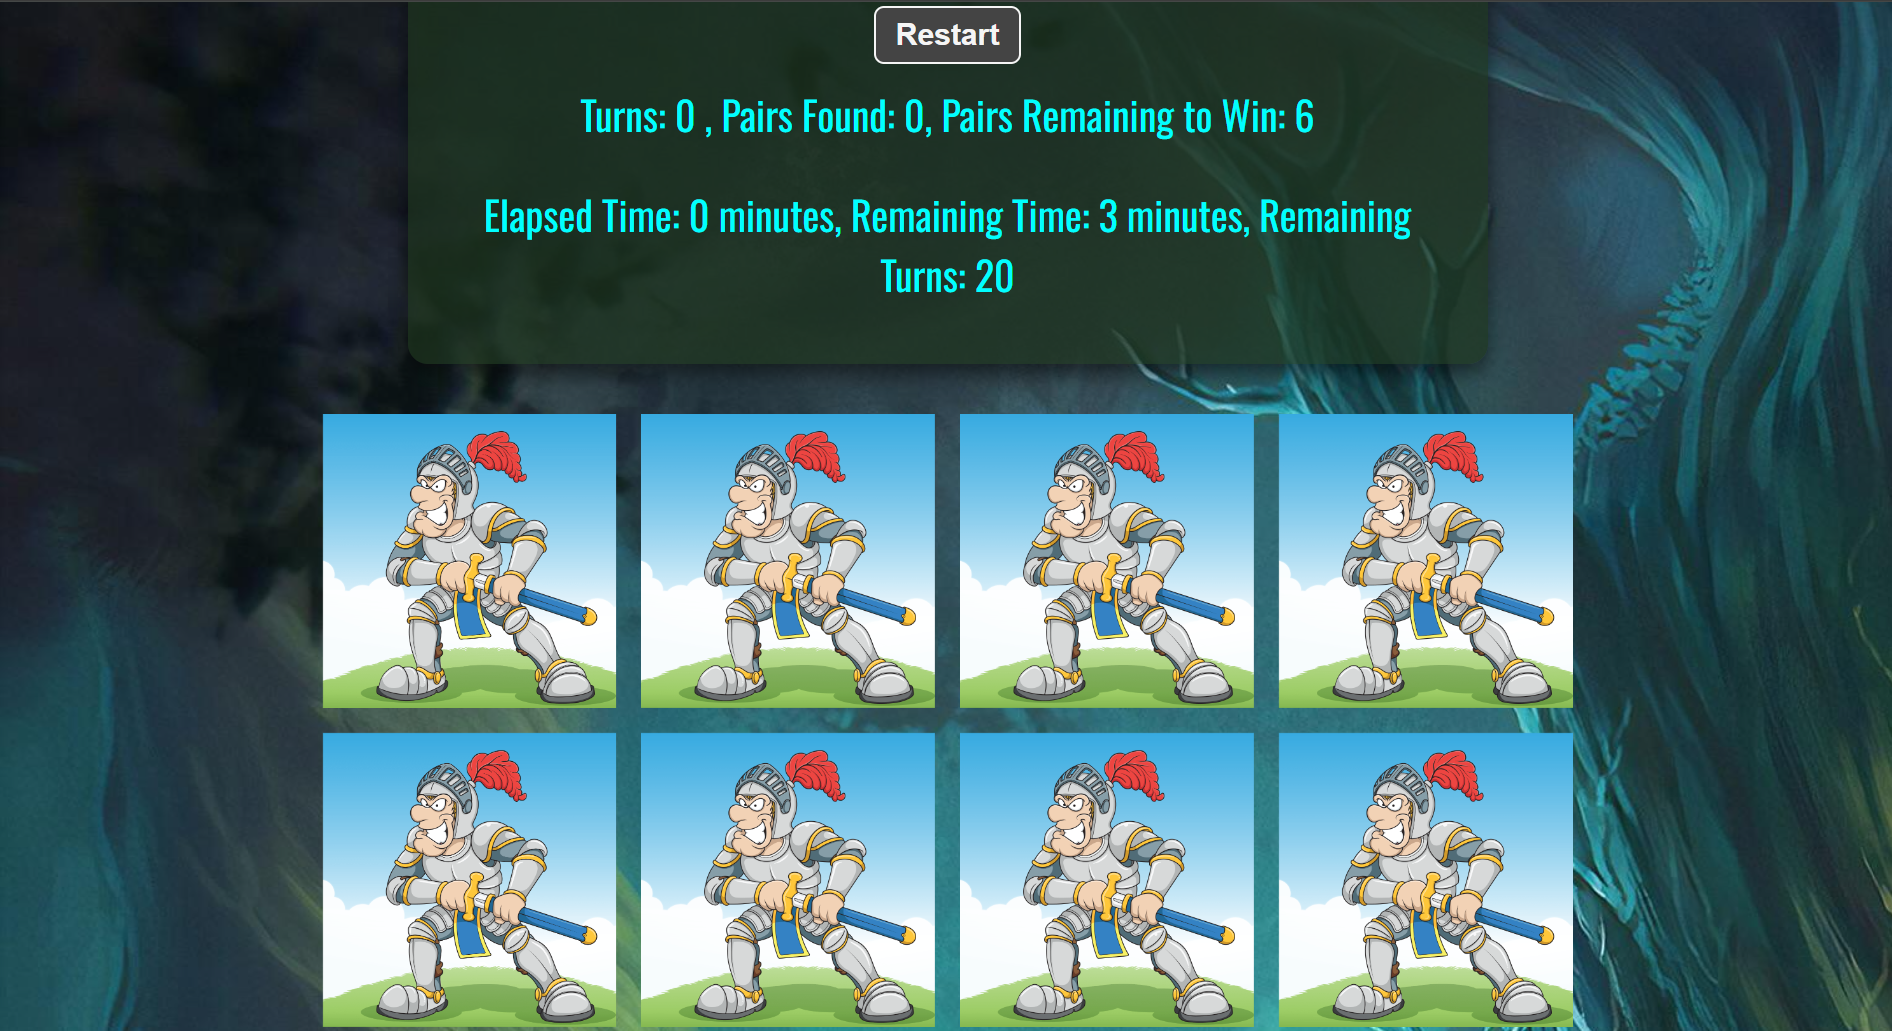 Restart
Turns: 0 , Pairs Found: 0, Pairs Remaining to Win: 6
Elapsed Time: 0 minutes, Remaining Time: 3 minutes, Remaining
Turns: 20